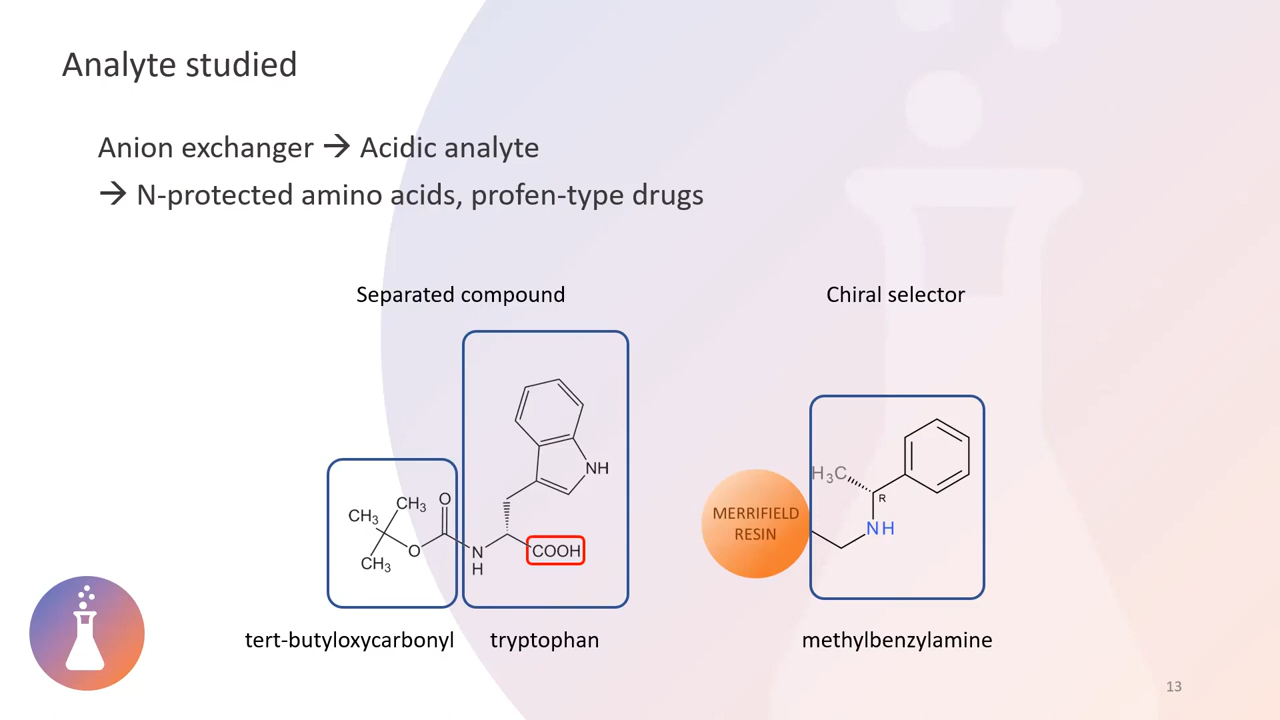 Analyte studied
Anion exchanger → Acidic analyte
→ N-protected amino acids, profen-type drugs
Separated compound
Chiral selector
NH
CH3
CH3
O
CH3
O
N
H
COOH
MERRIFIELD
RESIN
H3C
R
NH
tert-butyloxycarbonyl
tryptophan
methylbenzylamine
13